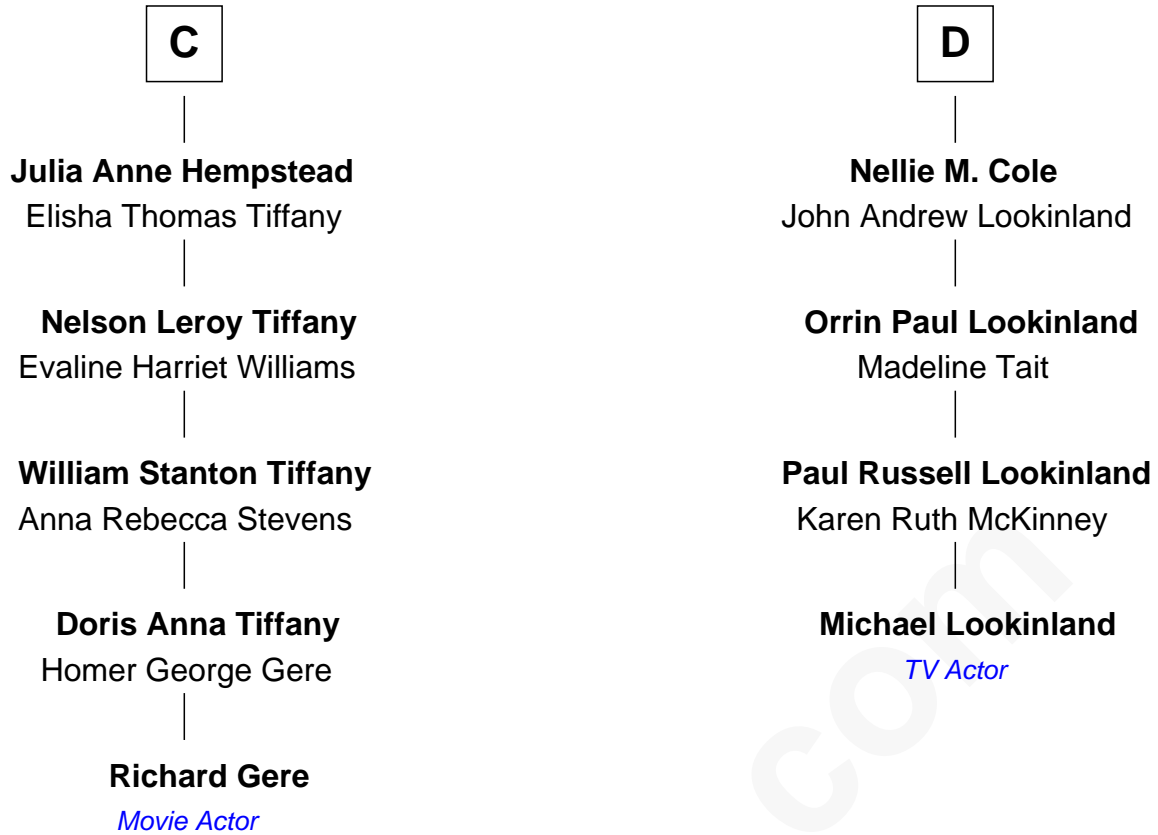 C
Julia Anne Hempstead
Elisha Thomas Tiffany
Nelson Leroy Tiffany
Evaline Harriet Williams
William Stanton Tiffany
Anna Rebecca Stevens
Doris Anna Tiffany
Homer George Gere
Richard Gere
Movie Actor
D
Nellie M. Cole
John Andrew Lookinland
Orrin Paul Lookinland
Madeline Tait
Paul Russell Lookinland
Karen Ruth McKinney
Michael Lookinland
TV Actor
com